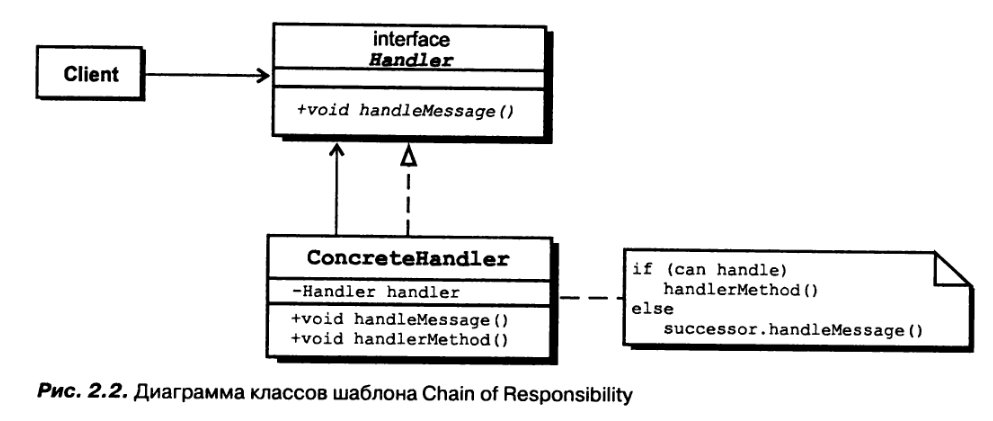 Client
interface
Handler
+void handleMessage()
ConcreteHandler
-Handler handler
+void handleMessage()
+void handlerMethod()
if (can handle)
handlerMethod()
else
successor.handleMessage()
Рис. 2.2. Диаграмма классов шаблона Chain of Responsibility